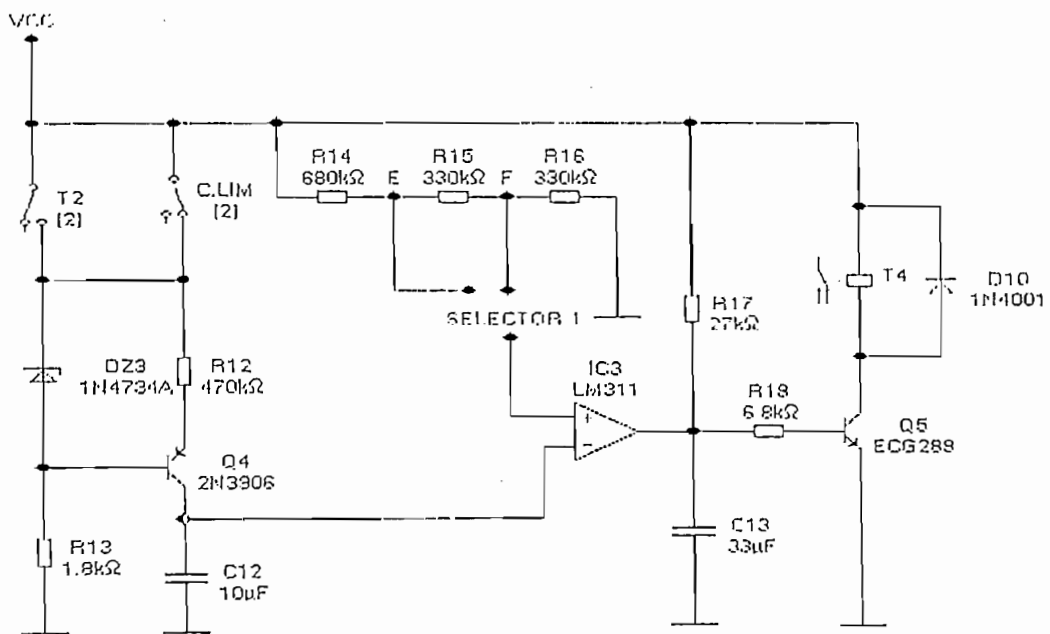 VCC
R14
680kΩ
E
R15
330kΩ
F
R16
330kΩ
T2
[2]
C.LIM
[2]
SELECTOR 1
R17
27kΩ
T4
D10
1N4001
DZ3
1N4734A
R12
470kΩ
IC3
LM311
+
−
R18
6.8kΩ
Q5
ECG288
Q4
2N3906
R13
1.8kΩ
C12
10µF
C13
33µF